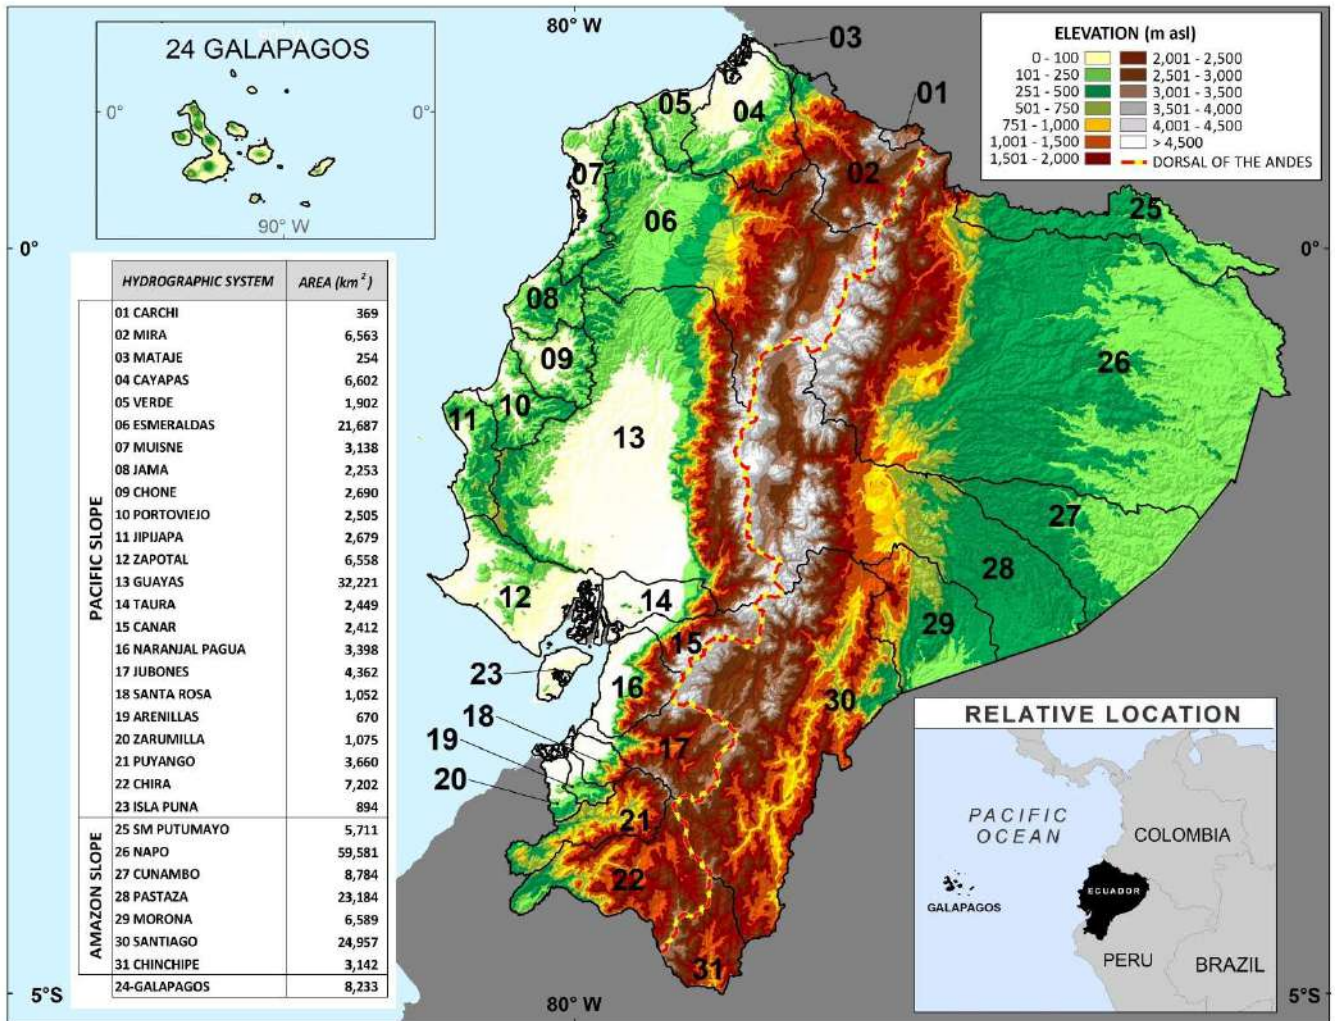 80° W
24 GALAPAGOS
0°
0°
90° W
ELEVATION (m asl)
0 - 100
101 - 250
251 - 500
501 - 750
751 - 1,000
1,001 - 1,500
1,501 - 2,000
2,001 - 2,500
2,501 - 3,000
3,001 - 3,500
3,501 - 4,000
4,001 - 4,500
> 4,500
DORSAL OF THE ANDES
03
01
05
04
02
07
06
25
0°
0°
08
09
26
10
11
13
27
12
14
28
29
15
23
16
30
18
19
17
20
21
22
31
HYDROGRAPHIC SYSTEM AREA (km²)
PACIFIC SLOPE
01 CARCHI 369
02 MIRA 6,563
03 MATAJE 254
04 CAYAPAS 6,602
05 VERDE 1,902
06 ESMERALDAS 21,687
07 MUISNE 3,138
08 JAMA 2,253
09 CHONE 2,690
10 PORTOVIEJO 2,505
11 JIPIJAPA 2,679
12 ZAPOTAL 6,558
13 GUAYAS 32,221
14 TAURA 2,449
15 CANAR 2,412
16 NARANJAL PAGUA 3,398
17 JUBONES 4,362
18 SANTA ROSA 1,052
19 ARENILLAS 670
20 ZARUMILLA 1,075
21 PUYANGO 3,660
22 CHIRA 7,202
23 ISLA PUNA 894
AMAZON SLOPE
25 SM PUTUMAYO 5,711
26 NAPO 59,581
27 CUNAMBO 8,784
28 PASTAZA 23,184
29 MORONA 6,589
30 SANTIAGO 24,957
31 CHINCHIPE 3,142
24-GALAPAGOS 8,233
RELATIVE LOCATION
PACIFIC
OCEAN
COLOMBIA
ECUADOR
GALAPAGOS
PERU
BRAZIL
5°S
80° W
5°S